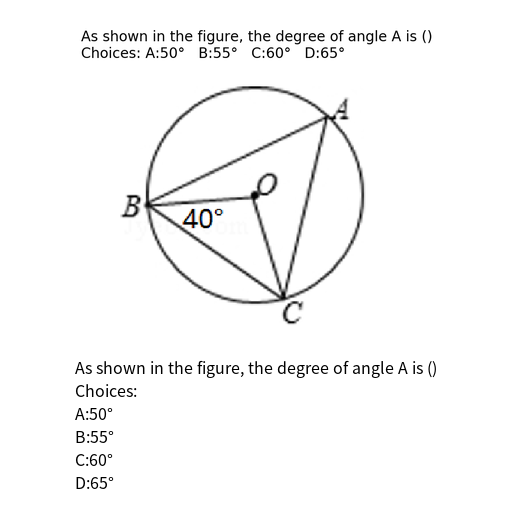 As shown in the figure, the degree of angle A is ()
Choices: A:50° B:55° C:60° D:65°
A
O
B
40°
C
As shown in the figure, the degree of angle A is ()
Choices:
A:50°
B:55°
C:60°
D:65°